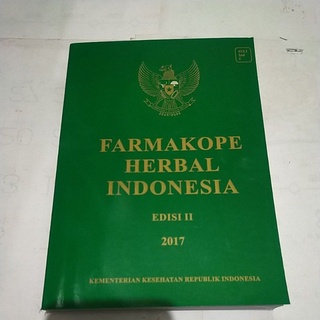 FARMAKOPE
HERBAL
INDONESIA
EDISI II
2017
KEMENTERIAN KESEHATAN REPUBLIK INDONESIA